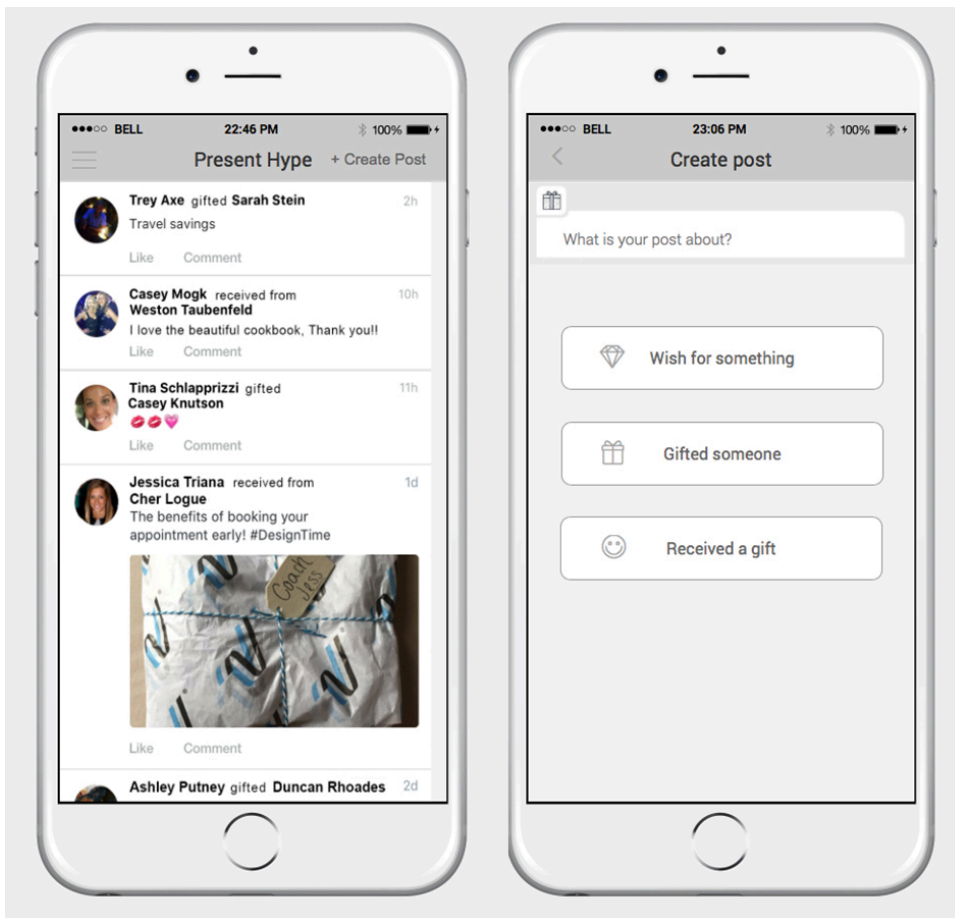 BELL 22:46 PM 100%
Present Hype + Create Post
Trey Axe gifted Sarah Stein 2h
Travel savings
Like Comment
Casey Mogk received from 10h
Weston Taubenfeld
I love the beautiful cookbook, Thank you!!
Like Comment
Tina Schlapprizzi gifted 11h
Casey Knutson
💋💋💗
Like Comment
Jessica Triana received from 1d
Cher Logue
The benefits of booking your
appointment early! #DesignTime
Coach
Jess
Like Comment
Ashley Putney gifted Duncan Rhoades 2d
BELL 23:06 PM 100%
Create post
What is your post about?
Wish for something
Gifted someone
Received a gift